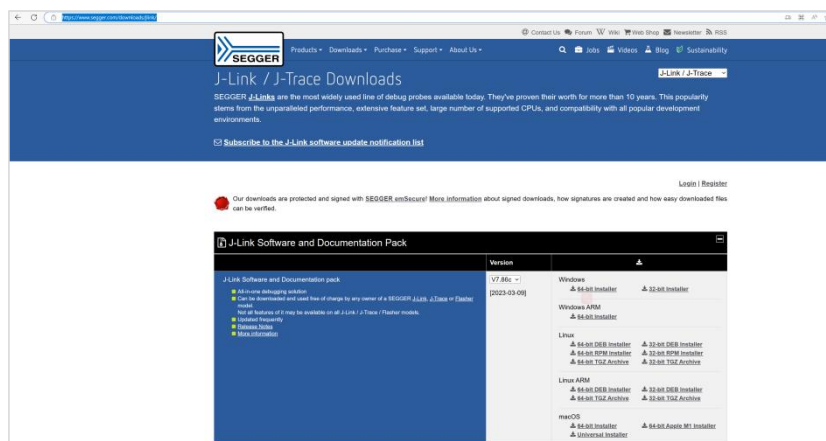 https://www.segger.com/downloads/jlink/
Contact Us Forum Wiki Web Shop Newsletter RSS
SEGGER
Products Downloads Purchase Support About Us
Jobs Videos Blog Sustainability
J-Link / J-Trace Downloads
J-Link / J-Trace
SEGGER J-Links are the most widely used line of debug probes available today. They've proven their worth for more than 10 years. This popularity
stems from the unparalleled performance, extensive feature set, large number of supported CPUs, and compatibility with all popular development
environments.
Subscribe to the J-Link software update notification list
Login | Register
Our downloads are protected and signed with SEGGER emSecure! More information about signed downloads, how signatures are created and how easy downloaded files
can be verified.
J-Link Software and Documentation Pack
Version
J-Link Software and Documentation pack
All-in-one debugging solution
Can be downloaded and used free of charge by any owner of a SEGGER J-Link, J-Trace or Flasher
model.
Not all features of it may be available on all J-Link / J-Trace / Flasher models.
Updated frequently
Release Notes
More information
V7.86c
[2023-03-09]
Windows
64-bit Installer 32-bit Installer
Windows ARM
64-bit Installer
Linux
64-bit DEB Installer 32-bit DEB Installer
64-bit RPM Installer 32-bit RPM Installer
64-bit TGZ Archive 32-bit TGZ Archive
Linux ARM
64-bit DEB Installer 32-bit DEB Installer
64-bit TGZ Archive 32-bit TGZ Archive
macOS
64-bit Installer 64-bit Apple M1 Installer
Universal Installer